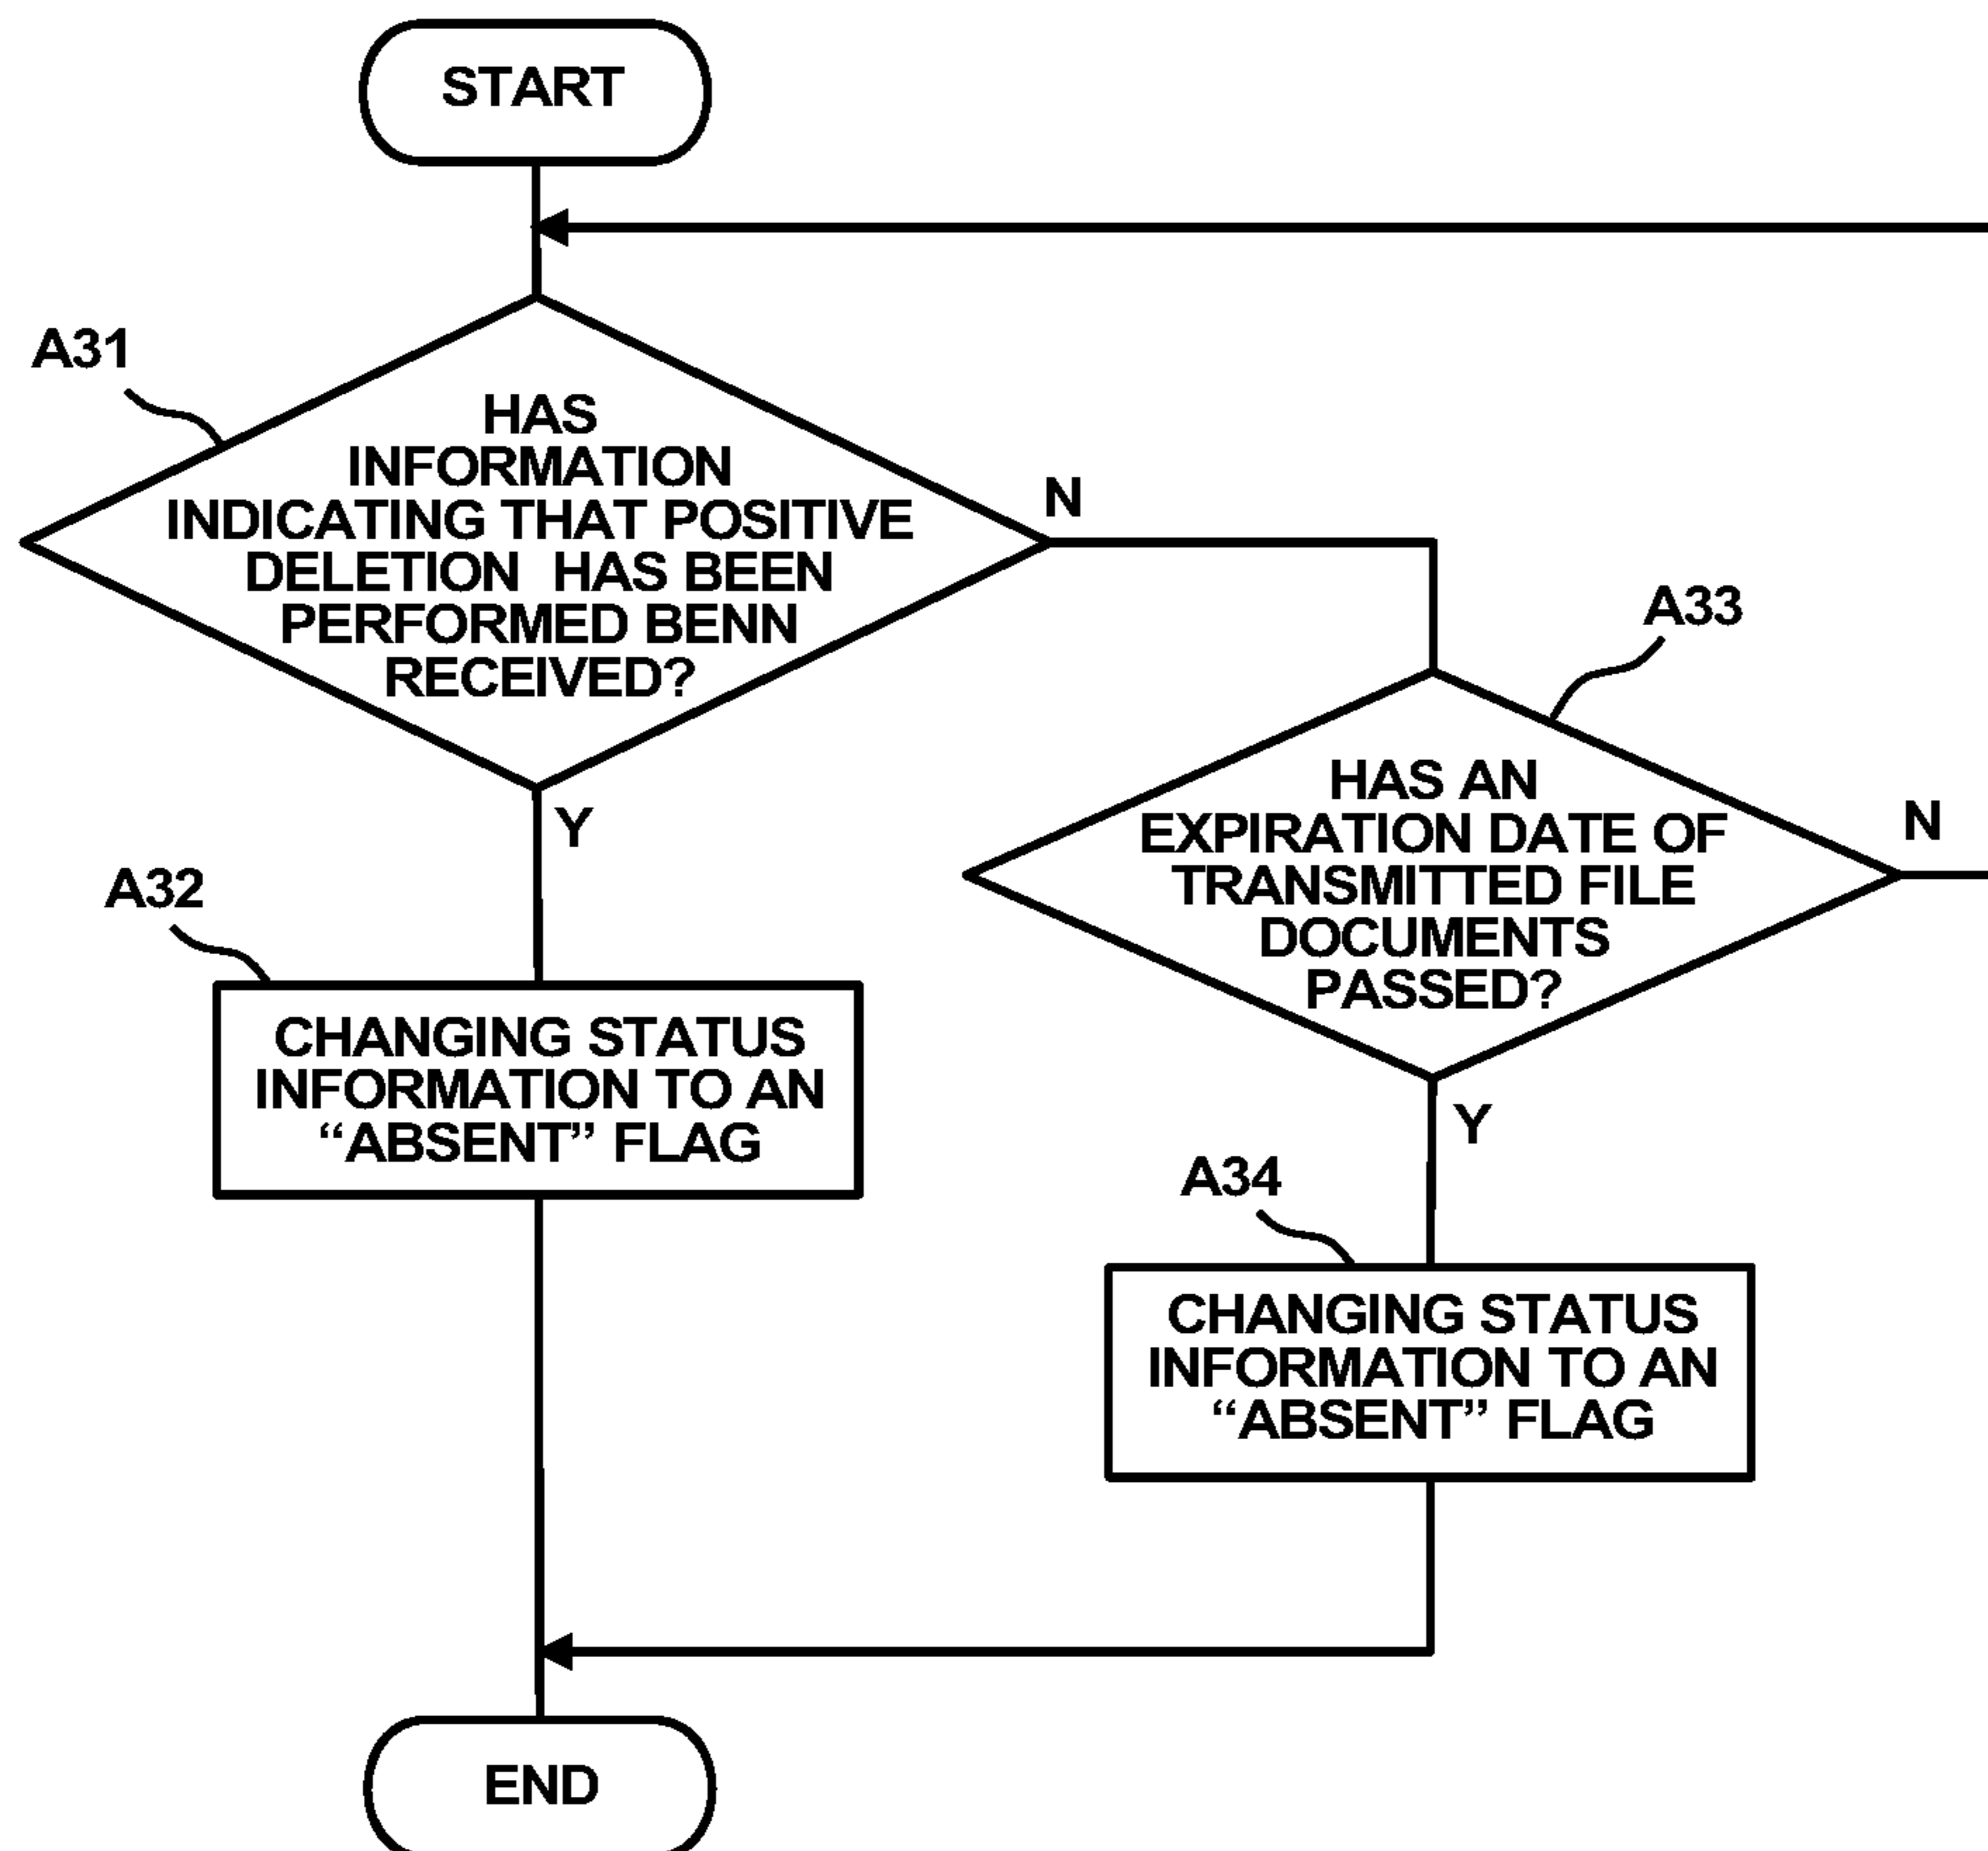 START
A31
HAS
INFORMATION
INDICATING THAT POSITIVE
DELETION HAS BEEN
PERFORMED BENN
RECEIVED?
N
Y
A33
HAS AN
EXPIRATION DATE OF
TRANSMITTED FILE
DOCUMENTS
PASSED?
N
Y
A32
CHANGING STATUS
INFORMATION TO AN
“ABSENT” FLAG
A34
CHANGING STATUS
INFORMATION TO AN
“ABSENT” FLAG
END